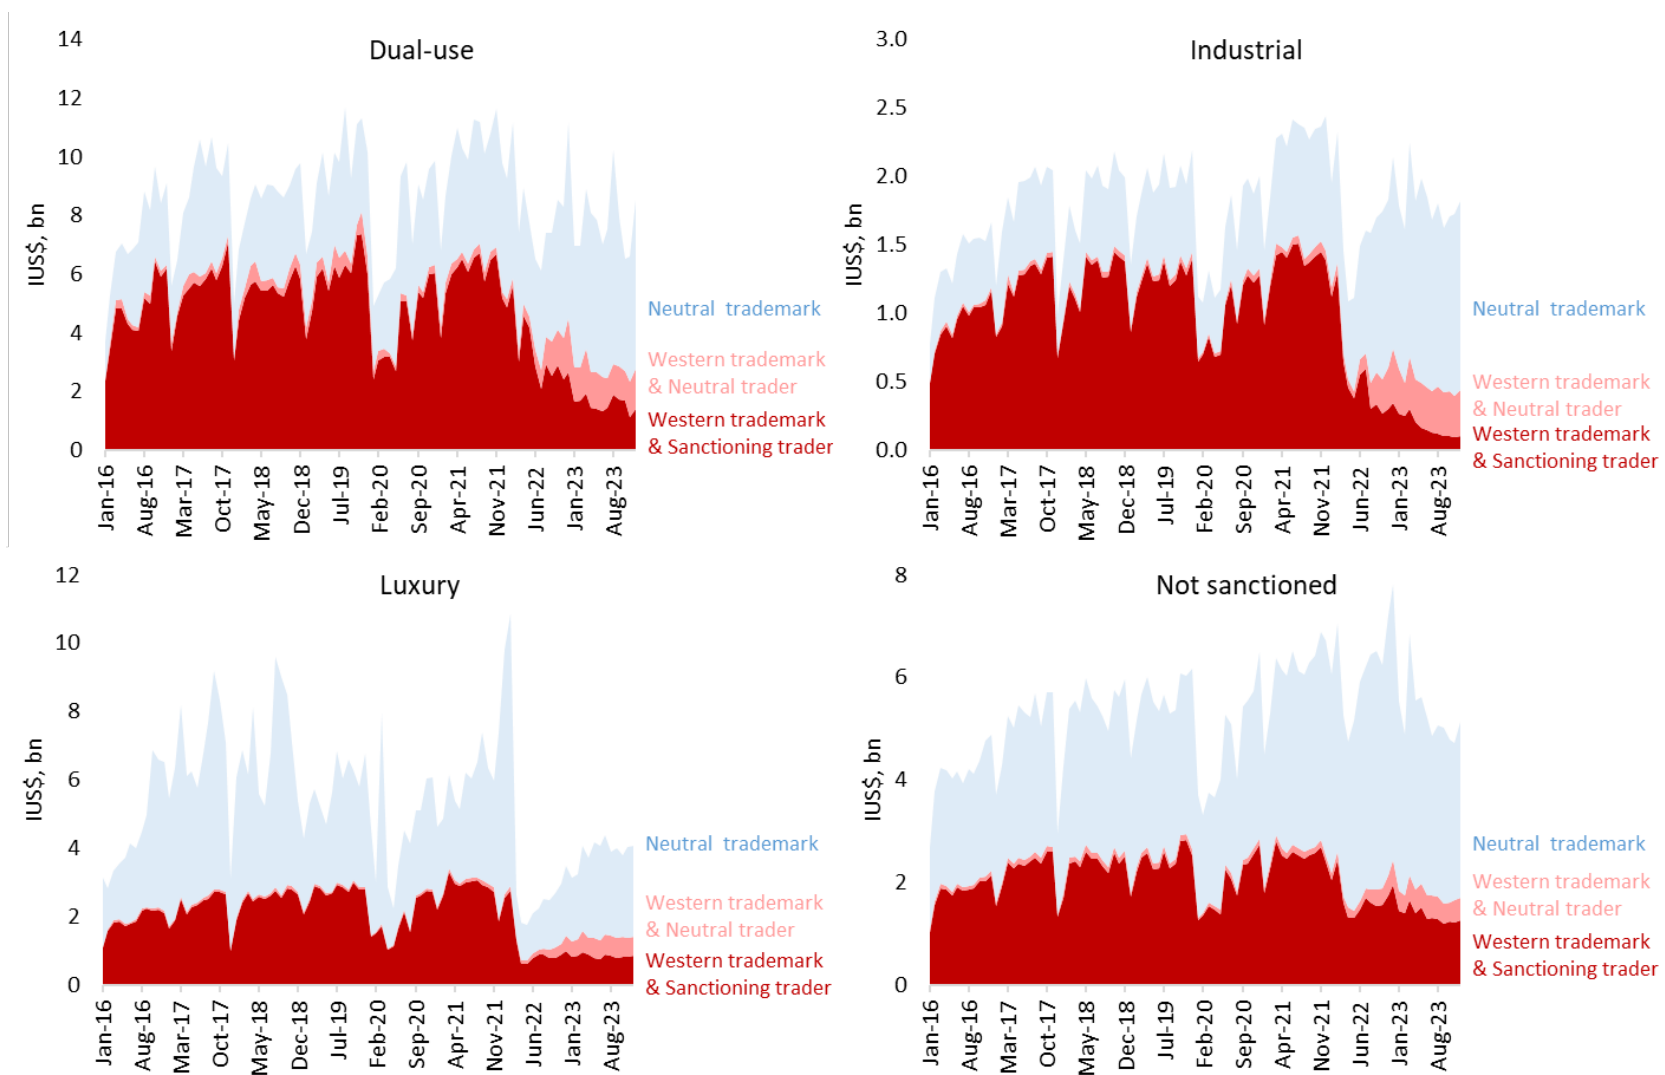 Dual-use
14
12
10
8
6
4
2
0
IUS$, bn
Neutral trademark
Western trademark
& Neutral trader
Western trademark
& Sanctioning trader
Jan-16
Aug-16
Mar-17
Oct-17
May-18
Dec-18
Jul-19
Feb-20
Sep-20
Apr-21
Nov-21
Jun-22
Jan-23
Aug-23
Industrial
3.0
2.5
2.0
1.5
1.0
0.5
0.0
IUS$, bn
Neutral trademark
Western trademark
& Neutral trader
Western trademark
& Sanctioning trader
Jan-16
Aug-16
Mar-17
Oct-17
May-18
Dec-18
Jul-19
Feb-20
Sep-20
Apr-21
Nov-21
Jun-22
Jan-23
Aug-23
Luxury
12
10
8
6
4
2
0
IUS$, bn
Neutral trademark
Western trademark
& Neutral trader
Western trademark
& Sanctioning trader
Jan-16
Aug-16
Mar-17
Oct-17
May-18
Dec-18
Jul-19
Feb-20
Sep-20
Apr-21
Nov-21
Jun-22
Jan-23
Aug-23
Not sanctioned
8
6
4
2
0
IUS$, bn
Neutral trademark
Western trademark
& Neutral trader
Western trademark
& Sanctioning trader
Jan-16
Aug-16
Mar-17
Oct-17
May-18
Dec-18
Jul-19
Feb-20
Sep-20
Apr-21
Nov-21
Jun-22
Jan-23
Aug-23